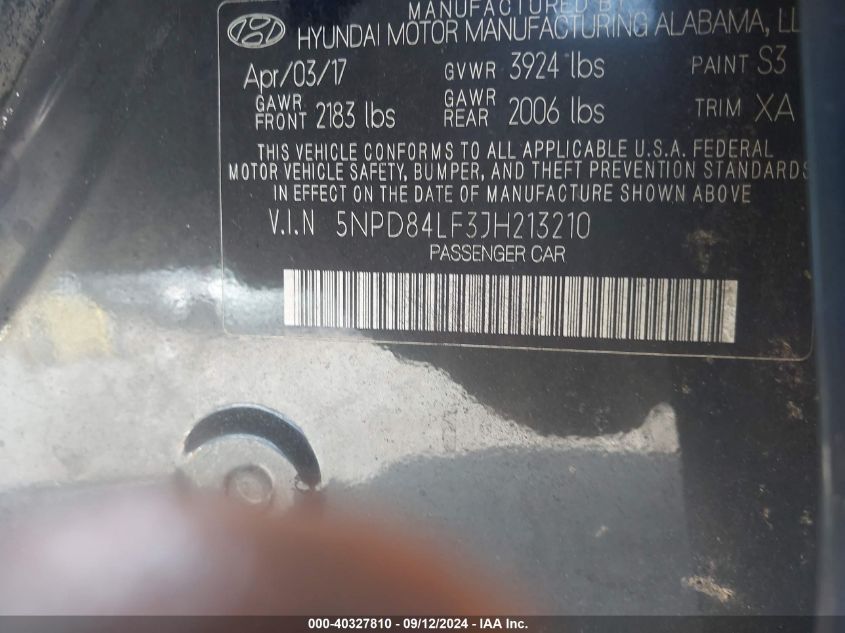 MANUFACTURED BY
HYUNDAI MOTOR MANUFACTURING ALABAMA, LL
Apr/03/17 GVWR 3924 lbs PAINT S3
GAWR FRONT 2183 lbs GAWR REAR 2006 lbs TRIM XA
THIS VEHICLE CONFORMS TO ALL APPLICABLE U.S.A. FEDERAL
MOTOR VEHICLE SAFETY, BUMPER, AND THEFT PREVENTION STANDARDS
IN EFFECT ON THE DATE OF MANUFACTURE SHOWN ABOVE
V.I.N 5NPD84LF3JH213210
PASSENGER CAR
000-40327810 - 09/12/2024 - IAA Inc.